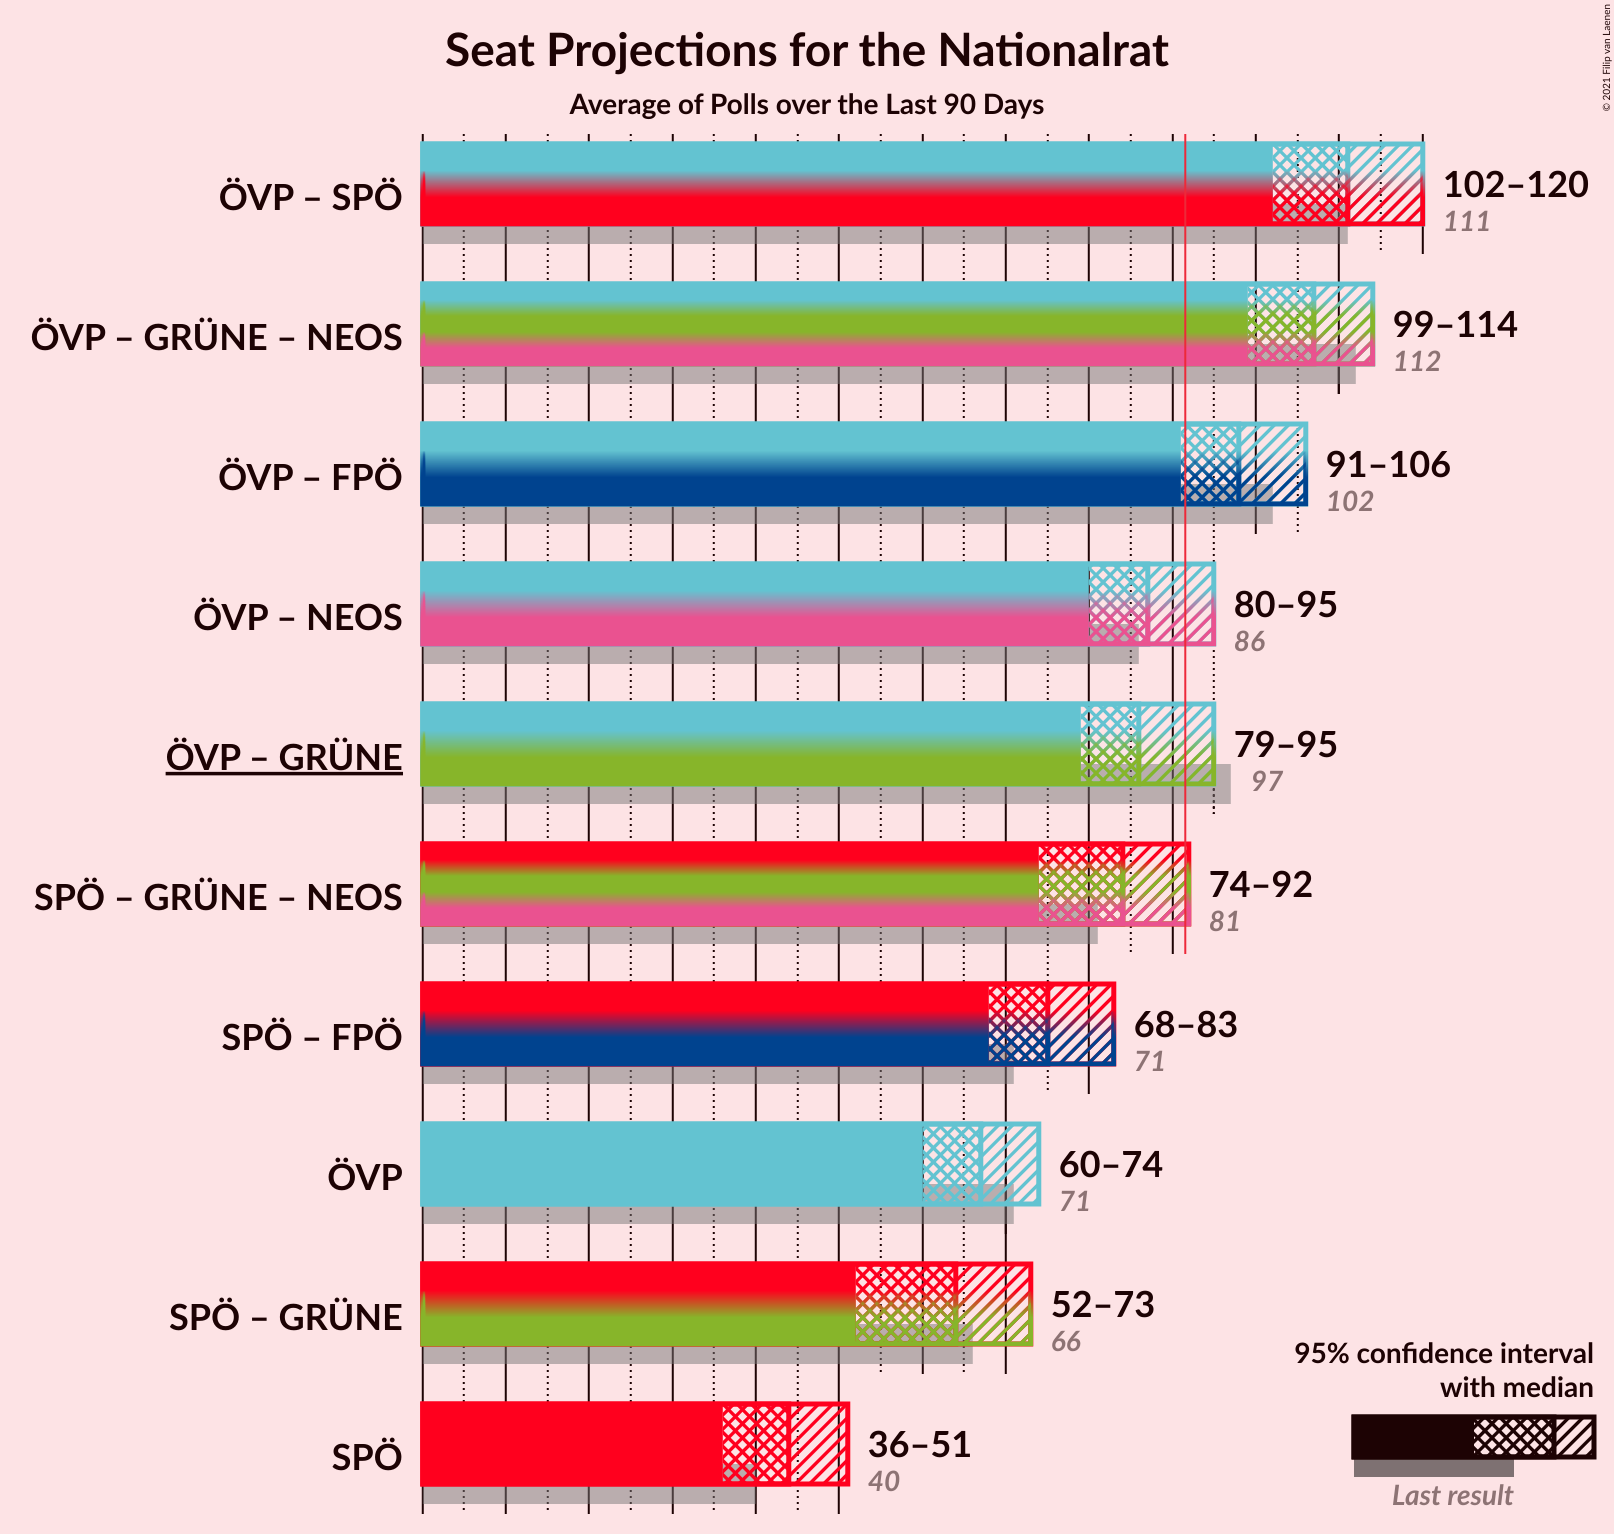 Seat Projections for the Nationalrat
Average of Polls over the Last 90 Days
© 2021 Filip van Laenen
ÖVP – SPÖ
102–120
111
ÖVP – GRÜNE – NEOS
99–114
112
ÖVP – FPÖ
91–106
102
ÖVP – NEOS
80–95
86
ÖVP – GRÜNE
79–95
97
SPÖ – GRÜNE – NEOS
74–92
81
SPÖ – FPÖ
68–83
71
ÖVP
60–74
71
SPÖ – GRÜNE
52–73
66
SPÖ
36–51
40
95% confidence interval
with median
Last result